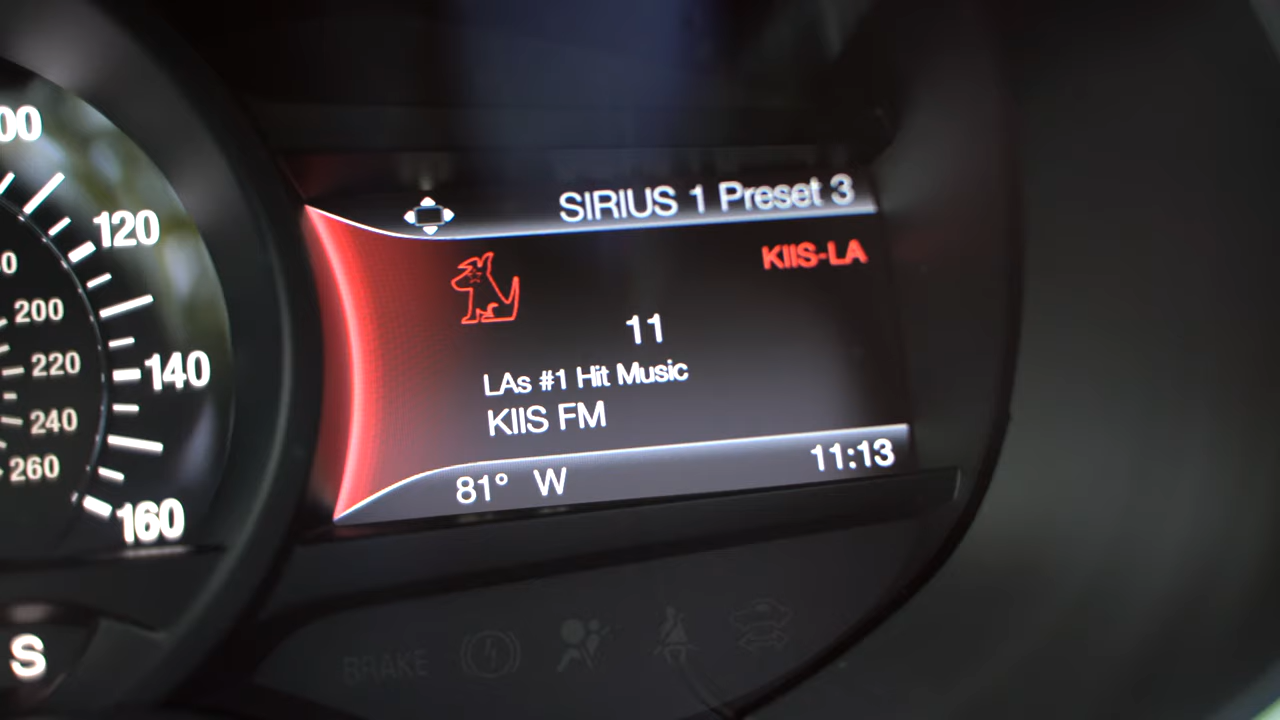 SIRIUS 1 Preset 3
KIIS-LA
11
LAs #1 Hit Music
KIIS FM
81° W
11:13
120
140
160
200
220
240
260
S
BRAKE